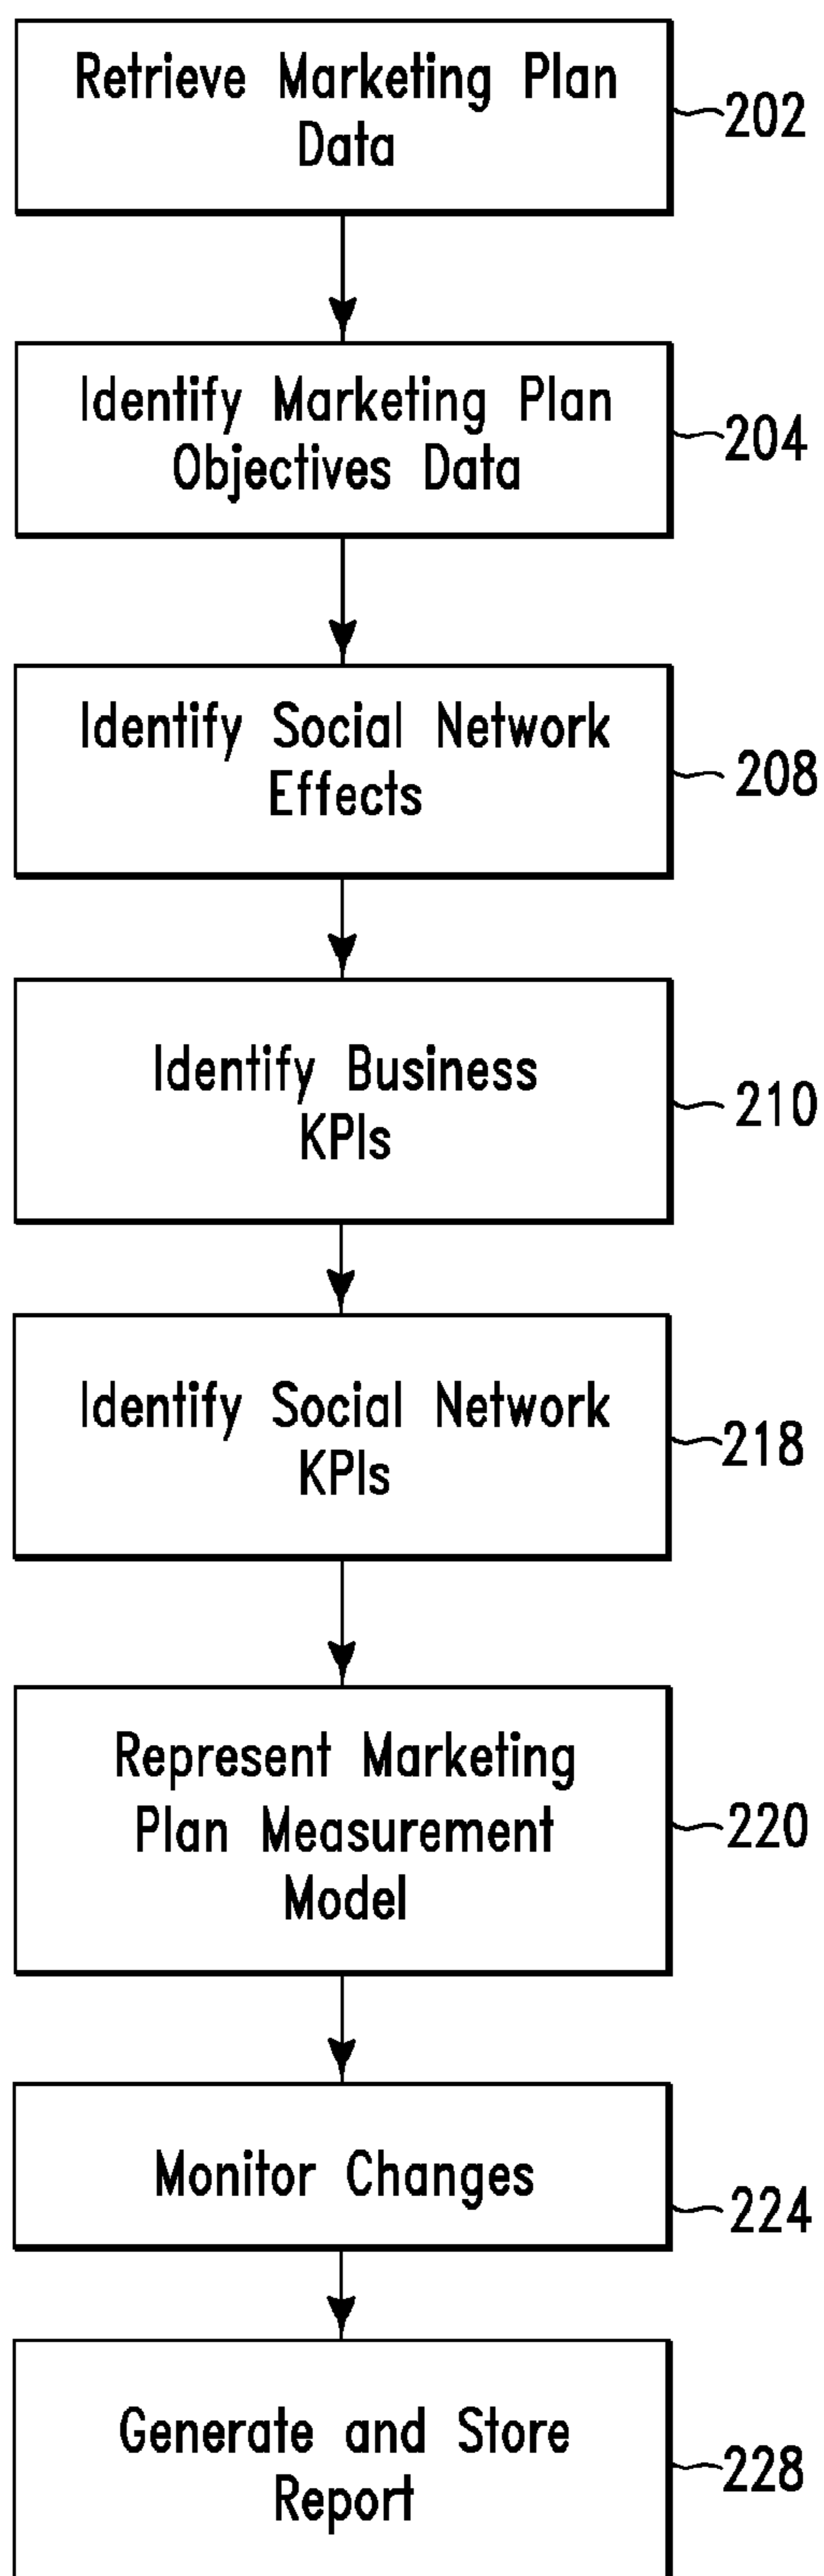 Retrieve Marketing Plan
Data
202
Identify Marketing Plan
Objectives Data
204
Identify Social Network
Effects
208
Identify Business
KPIs
210
Identify Social Network
KPIs
218
Represent Marketing
Plan Measurement
Model
220
Monitor Changes
224
Generate and Store
Report
228